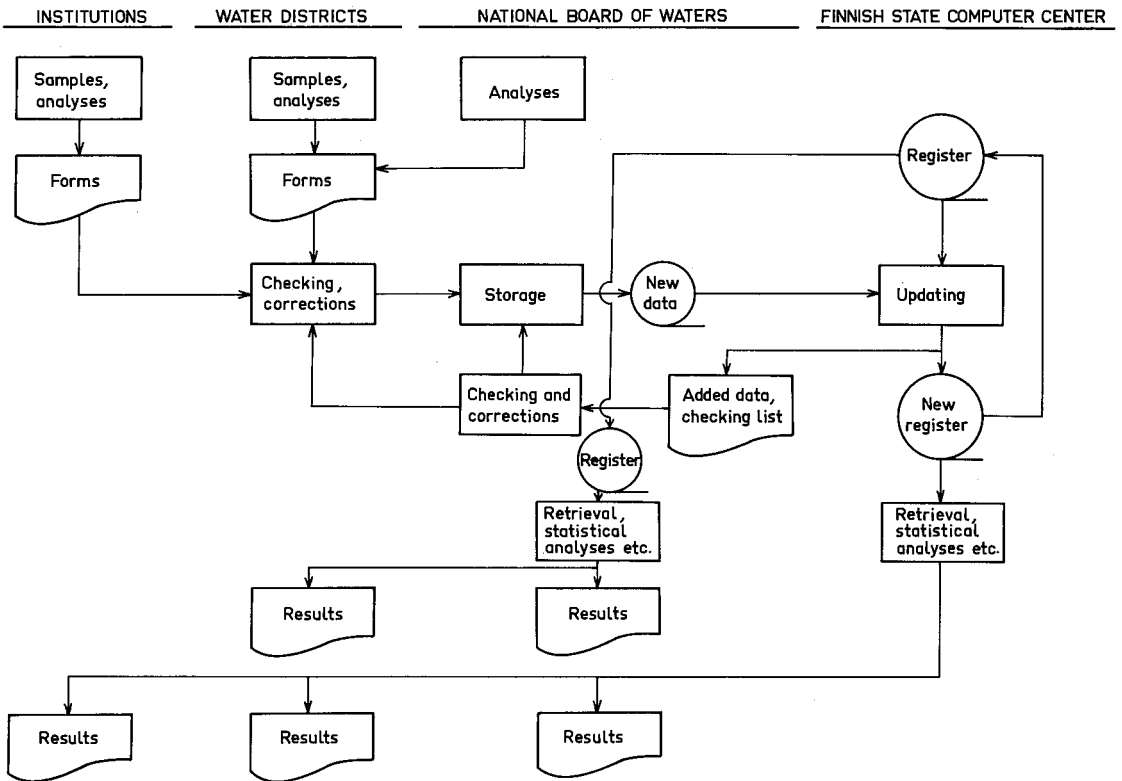 INSTITUTIONS
WATER DISTRICTS
NATIONAL BOARD OF WATERS
FINNISH STATE COMPUTER CENTER
Samples,
analyses
Samples,
analyses
Analyses
Forms
Forms
Register
Checking,
corrections
Storage
New
data
Updating
Checking and
corrections
Added data,
checking list
New
register
Register
Retrieval,
statistical
analyses etc.
Retrieval,
statistical
analyses etc.
Results
Results
Results
Results
Results